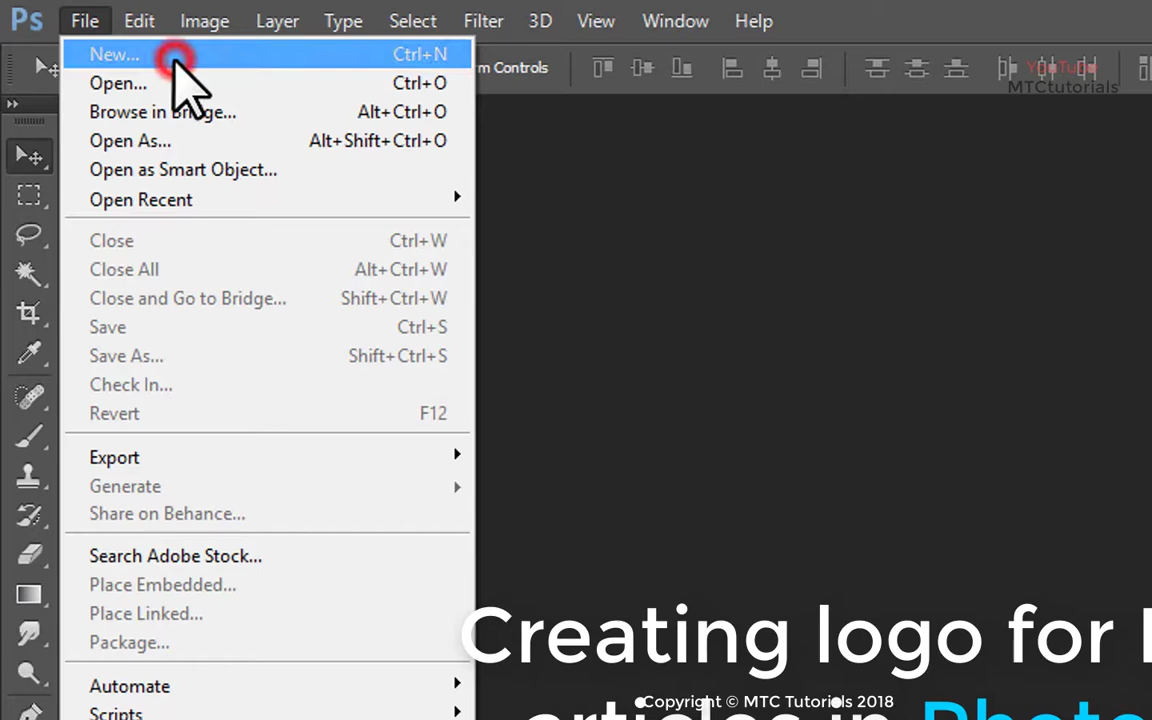 Ps File Edit Image Layer Type Select Filter 3D View Window Help
New... Ctrl+N
Open... Ctrl+O
Browse in Bridge... Alt+Ctrl+O
Open As... Alt+Shift+Ctrl+O
Open as Smart Object...
Open Recent
Close Ctrl+W
Close All Alt+Ctrl+W
Close and Go to Bridge... Shift+Ctrl+W
Save Ctrl+S
Save As... Shift+Ctrl+S
Check In...
Revert F12
Export
Generate
Share on Behance...
Search Adobe Stock...
Place Embedded...
Place Linked...
Package...
Automate
Scripts
Controls
YouTube
MTCtutorials
Creating logo for
articles in
Copyright © MTC Tutorials 2018